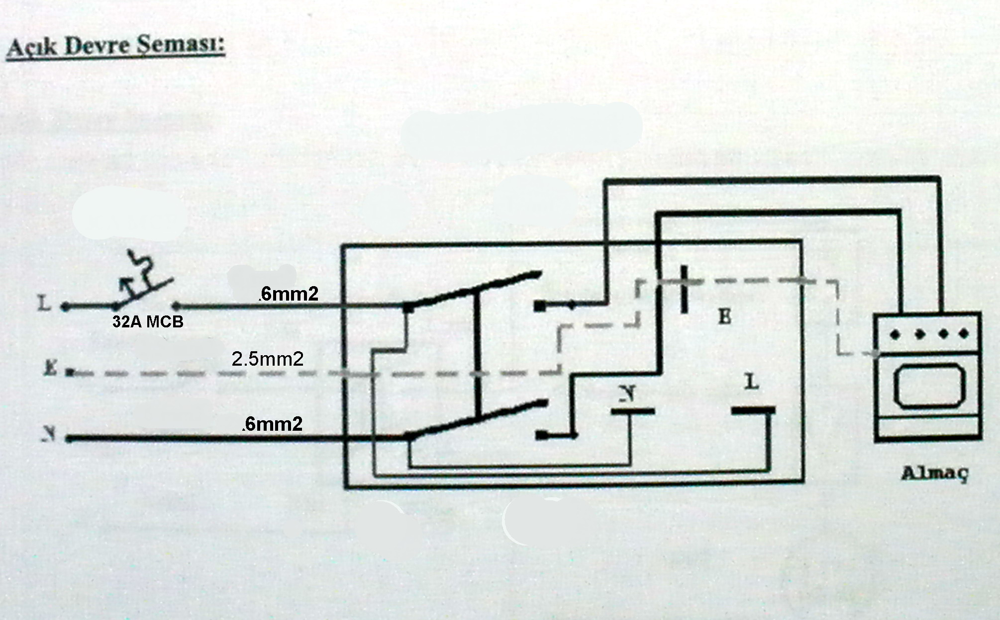 Açık Devre Şeması:
L
.6mm2
32A MCB
E
E
2.5mm2
N
L
.6mm2
N
Almaç